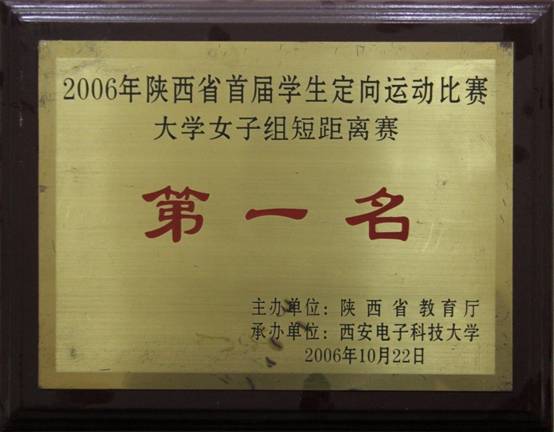 2006年陕西省首届学生定向运动比赛
大学女子组短距离赛
第一名
主办单位：陕西省教育厅
承办单位：西安电子科技大学
2006年10月22日